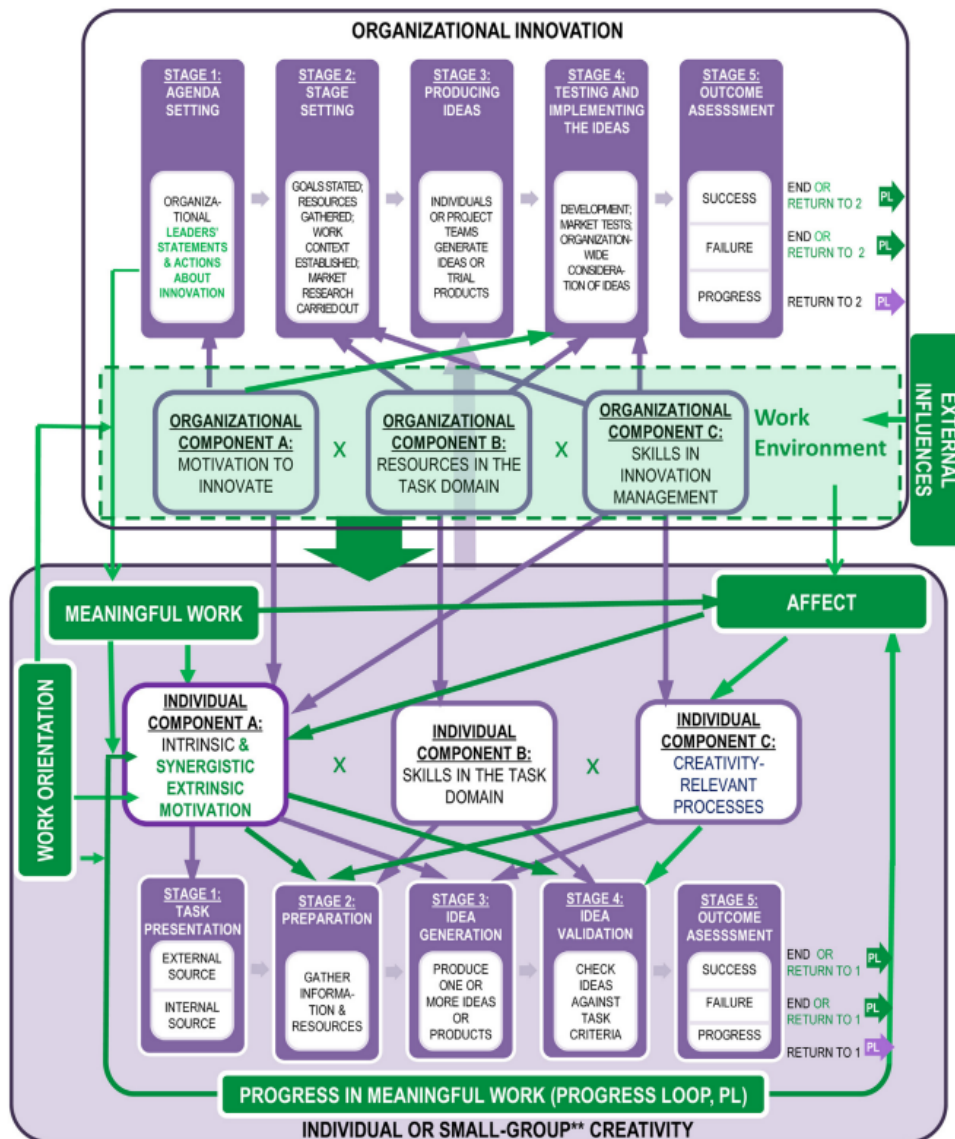 ORGANIZATIONAL INNOVATION
STAGE 1:
AGENDA
SETTING
ORGANIZA-
TIONAL
LEADERS'
STATEMENTS
& ACTIONS
ABOUT
INNOVATION
STAGE 2:
STAGE
SETTING
GOALS STATED;
RESOURCES
GATHERED;
WORK
CONTEXT
ESTABLISHED;
MARKET
RESEARCH
CARRIED OUT
STAGE 3:
PRODUCING
IDEAS
INDIVIDUALS
OR PROJECT
TEAMS
GENERATE
IDEAS OR
TRIAL
PRODUCTS
STAGE 4:
TESTING AND
IMPLEMENTING
THE IDEAS
DEVELOPMENT;
MARKET TESTS;
ORGANIZATION-
WIDE
CONSIDERA-
TION OF IDEAS
STAGE 5:
OUTCOME
ASESSSMENT
SUCCESS
FAILURE
PROGRESS
END OR
RETURN TO 2
PL
END OR
RETURN TO 2
PL
RETURN TO 2
PL
ORGANIZATIONAL
COMPONENT A:
MOTIVATION TO
INNOVATE
X
ORGANIZATIONAL
COMPONENT B:
RESOURCES IN THE
TASK DOMAIN
X
ORGANIZATIONAL
COMPONENT C:
SKILLS IN
INNOVATION
MANAGEMENT
Work
Environment
EXTERNAL
INFLUENCES
MEANINGFUL WORK
AFFECT
WORK ORIENTATION
INDIVIDUAL
COMPONENT A:
INTRINSIC &
SYNERGISTIC
EXTRINSIC
MOTIVATION
X
INDIVIDUAL
COMPONENT B:
SKILLS IN THE TASK
DOMAIN
X
INDIVIDUAL
COMPONENT C:
CREATIVITY-
RELEVANT
PROCESSES
STAGE 1:
TASK
PRESENTATION
EXTERNAL
SOURCE
INTERNAL
SOURCE
STAGE 2:
PREPARATION
GATHER
INFORMA-
TION &
RESOURCES
STAGE 3:
IDEA
GENERATION
PRODUCE
ONE OR
MORE IDEAS
OR
PRODUCTS
STAGE 4:
IDEA
VALIDATION
CHECK
IDEAS
AGAINST
TASK
CRITERIA
STAGE 5:
OUTCOME
ASESSSMENT
SUCCESS
FAILURE
PROGRESS
END OR
RETURN TO 1
PL
END OR
RETURN TO 1
PL
RETURN TO 1
PL
PROGRESS IN MEANINGFUL WORK (PROGRESS LOOP, PL)
INDIVIDUAL OR SMALL-GROUP** CREATIVITY